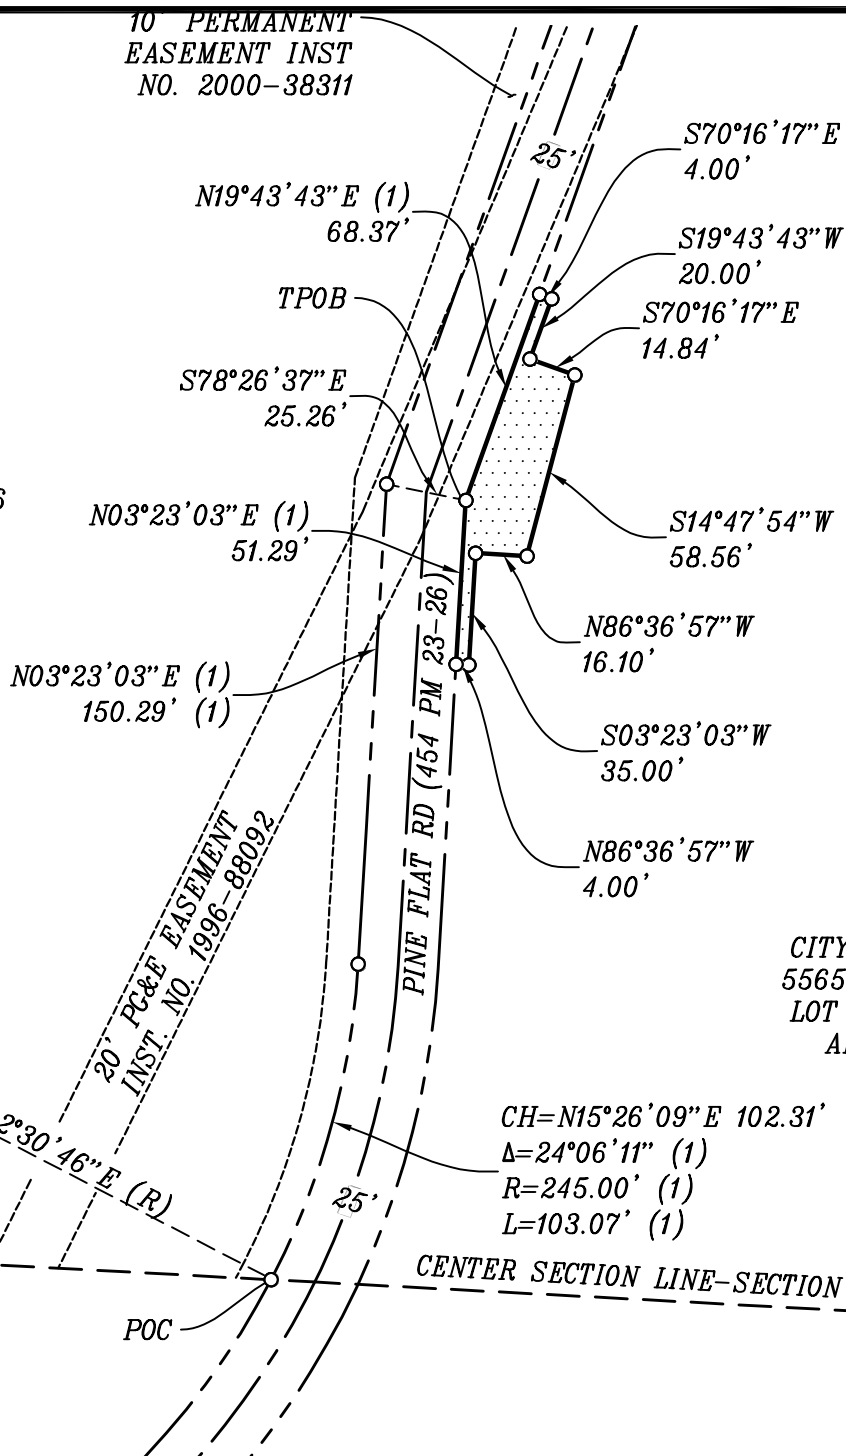 10' PERMANENT
EASEMENT INST
NO. 2000-38311
25'
S70°16'17"E
4.00'
N19°43'43"E (1)
68.37'
S19°43'43"W
20.00'
TPOB
S70°16'17"E
14.84'
S78°26'37"E
25.26'
6
N03°23'03"E (1)
51.29'
S14°47'54"W
58.56'
N86°36'57"W
16.10'
N03°23'03"E (1)
150.29' (1)
S03°23'03"W
35.00'
PINE FLAT RD (454 PM 23-26)
N86°36'57"W
4.00'
20' PG&E EASEMENT
INST. NO. 1996-88092
CITY
5565
LOT
2°30'46"E (R)
CH=N15°26'09"E 102.31'
Δ=24°06'11" (1)
R=245.00' (1)
L=103.07' (1)
25'
CENTER SECTION LINE-SECTION
POC